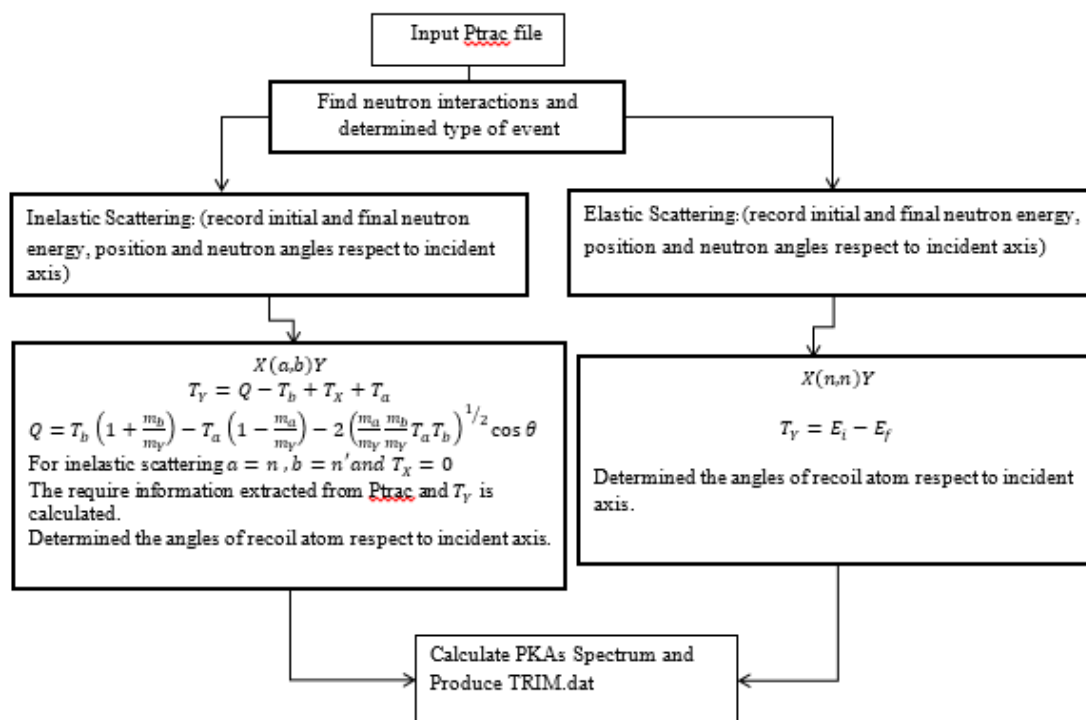 Input Ptrac file
Find neutron interactions and
determined type of event
Inelastic Scattering: (record initial and final neutron
energy, position and neutron angles respect to incident
axis)
Elastic Scattering: (record initial and final neutron energy,
position and neutron angles respect to incident axis)
X(a,b)Y
T_Y = Q − T_b + T_X + T_a
Q = T_b (1 + m_b/m_Y) − T_a (1 − m_a/m_Y) − 2 (m_a/m_Y m_b/m_Y T_a T_b)^1/2 cos θ
For inelastic scattering a = n , b = n′and T_X = 0
The require information extracted from Ptrac and T_Y is
calculated.
Determined the angles of recoil atom respect to incident axis.
X(n,n)Y
T_Y = E_i − E_f
Determined the angles of recoil atom respect to incident
axis.
Calculate PKAs Spectrum and
Produce TRIM.dat